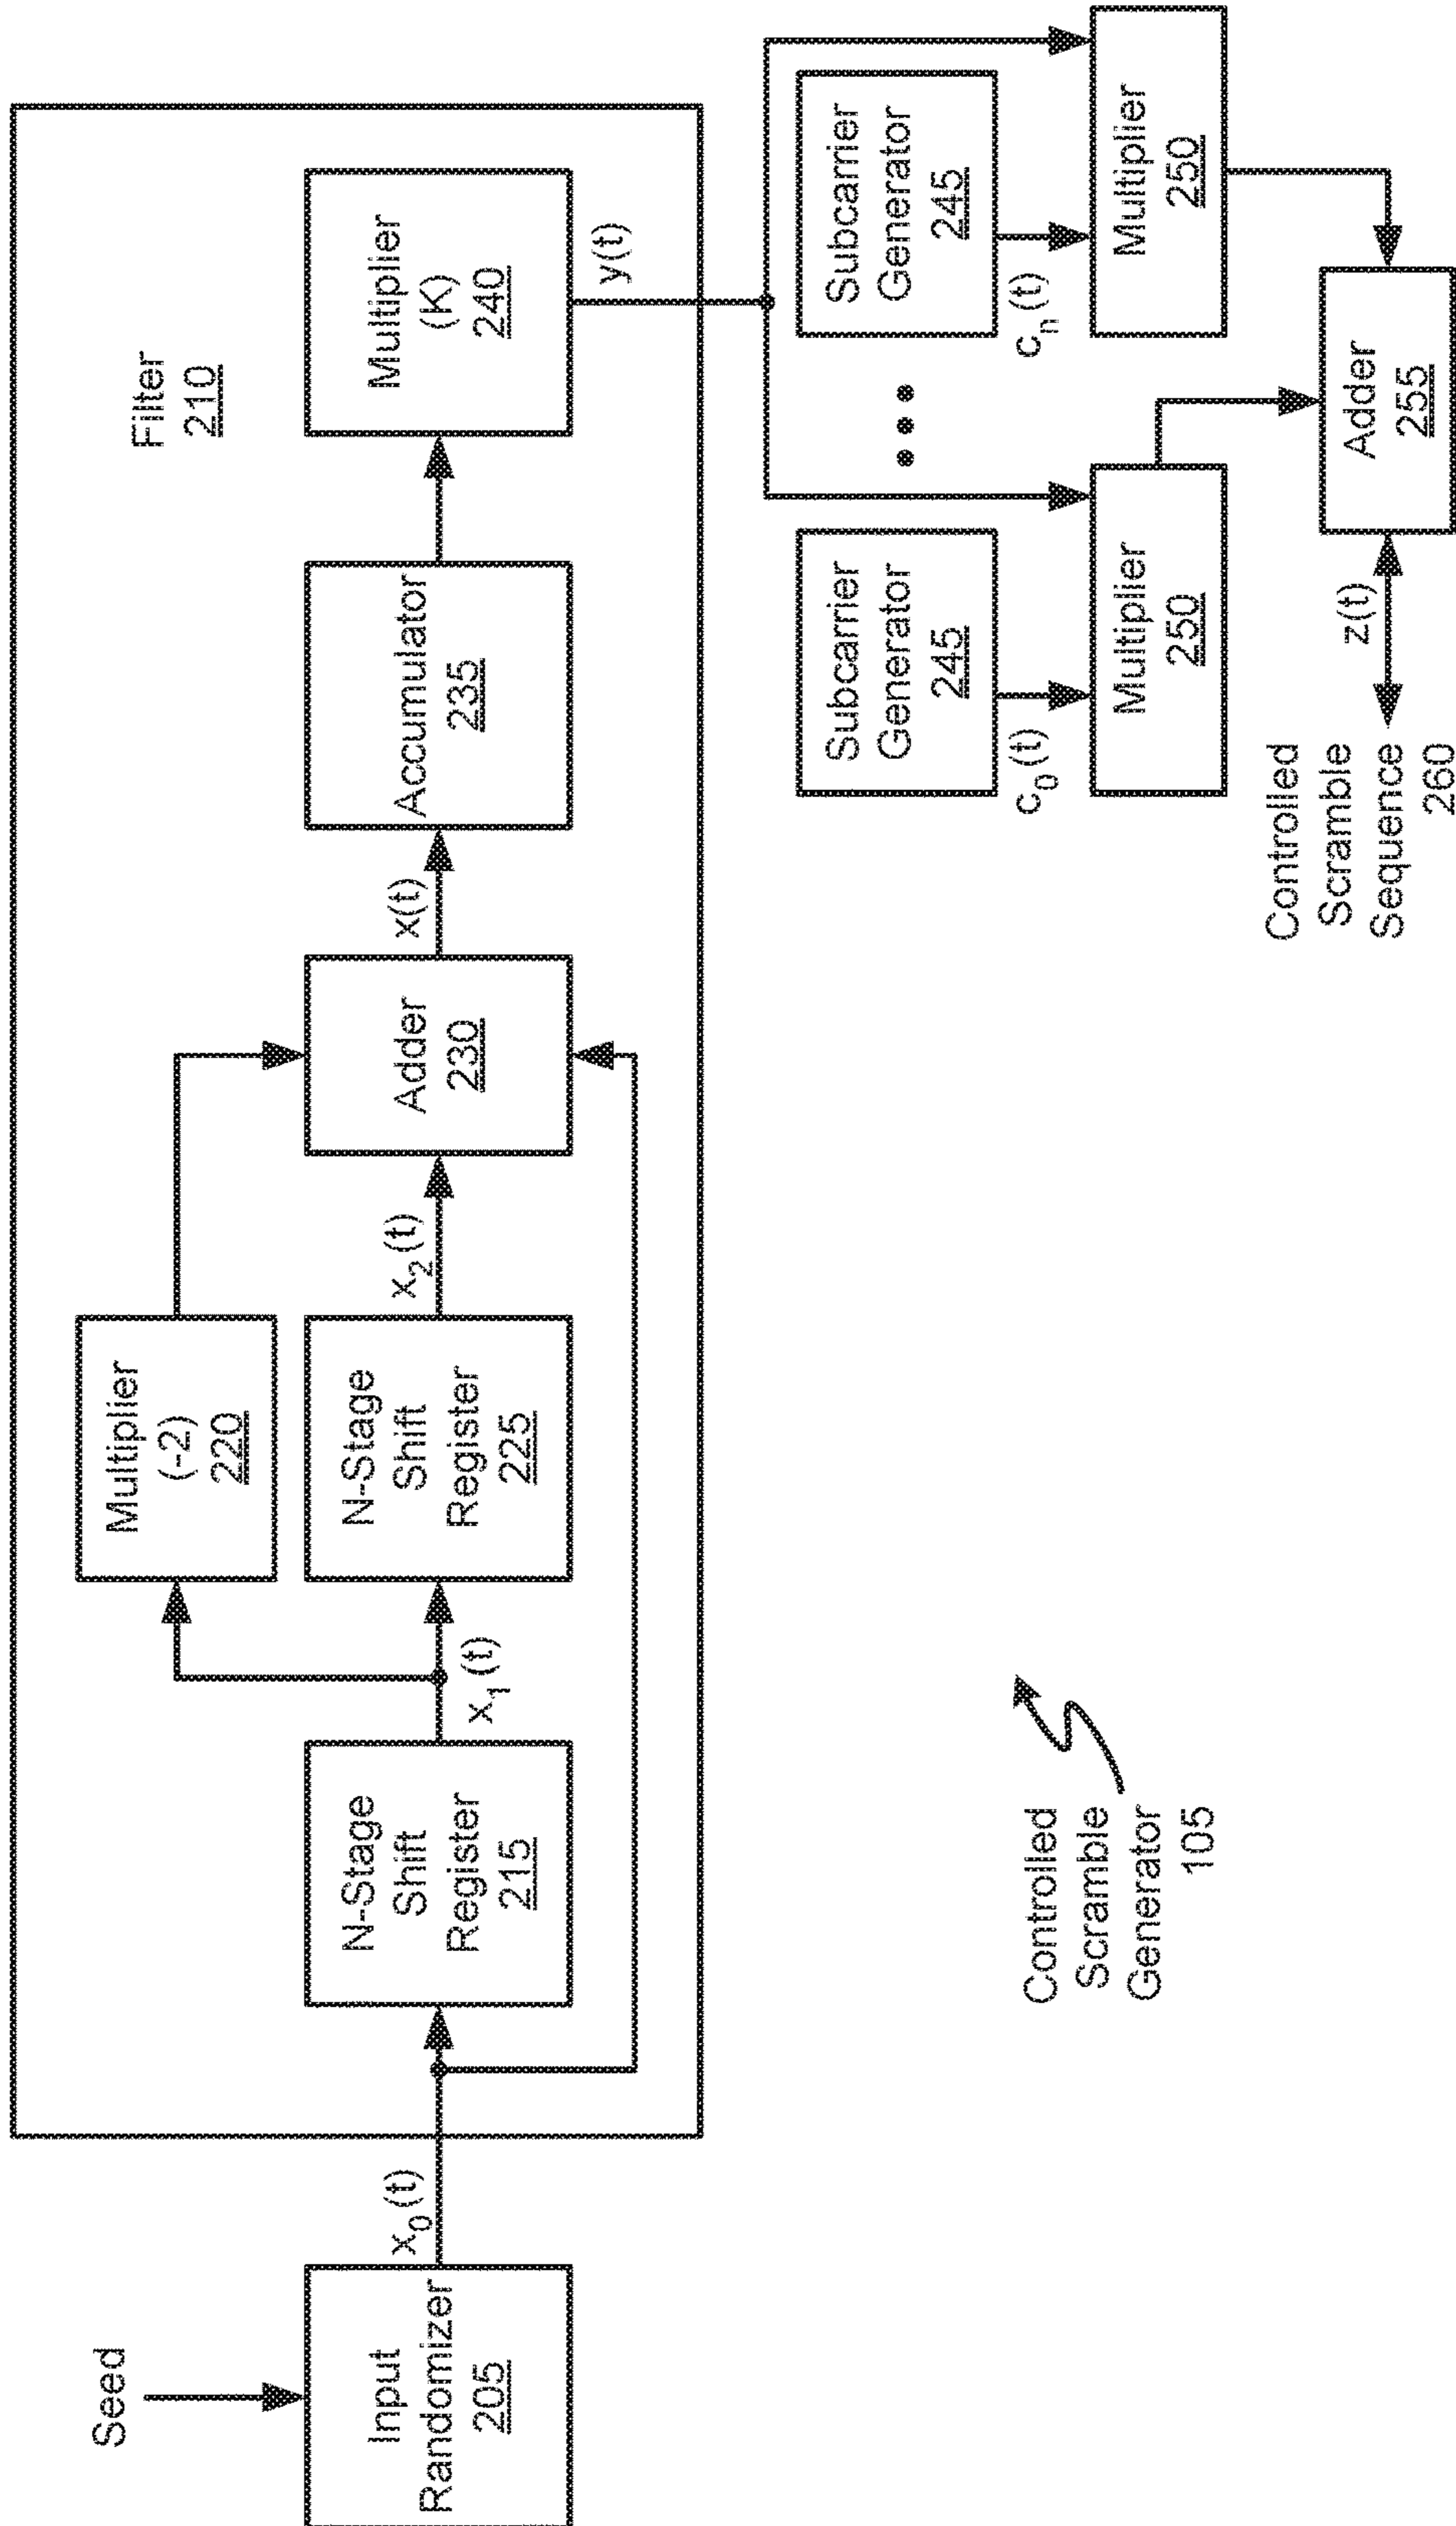 Seed
Input
Randomizer
205
x0(t)
Filter
210
N-Stage
Shift
Register
215
x1(t)
Multiplier
(-2)
220
N-Stage
Shift
Register
225
x2(t)
Adder
230
x(t)
Accumulator
235
Multiplier
(K)
240
y(t)
Subcarrier
Generator
245
c0(t)
Multiplier
250
Subcarrier
Generator
245
cn(t)
Multiplier
250
Adder
255
z(t)
Controlled
Scramble
Sequence
260
Controlled
Scramble
Generator
105